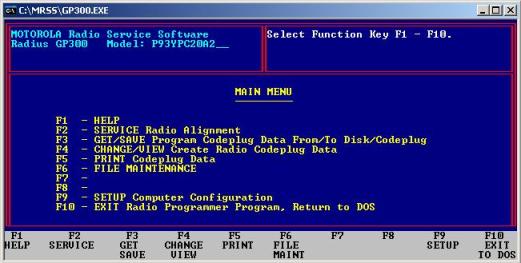 C:\MRSS\GP300.EXE
MOTOROLA Radio Service Software
Radius GP300 Model: P93YPC20A2__
Select Function Key F1 - F10.
MAIN MENU
F1 - HELP
F2 - SERVICE Radio Alignment
F3 - GET/SAVE Program Codeplug Data From/To Disk/Codeplug
F4 - CHANGE/VIEW Create Radio Codeplug Data
F5 - PRINT Codeplug Data
F6 - FILE MAINTENANCE
F7 -
F8 -
F9 - SETUP Computer Configuration
F10 - EXIT Radio Programmer Program, Return to DOS
F1 F2 F3 F4 F5 F6 F7 F8 F9 F10
HELP SERVICE GET CHANGE PRINT FILE SETUP EXIT
SAVE VIEW MAINT TO DOS